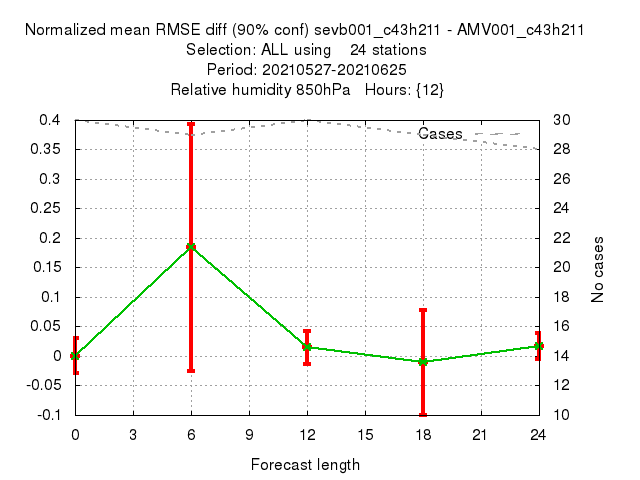 Normalized mean RMSE diff (90% conf) sevb001_c43h211 - AMV001_c43h211
Selection: ALL using    24 stations
Period: 20210527-20210625
Relative humidity 850hPa   Hours: {12}
Cases
0.4
0.35
0.3
0.25
0.2
0.15
0.1
0.05
0
-0.05
-0.1
30
28
26
24
22
20
18
16
14
12
10
No cases
0 3 6 9 12 15 18 21 24
Forecast length